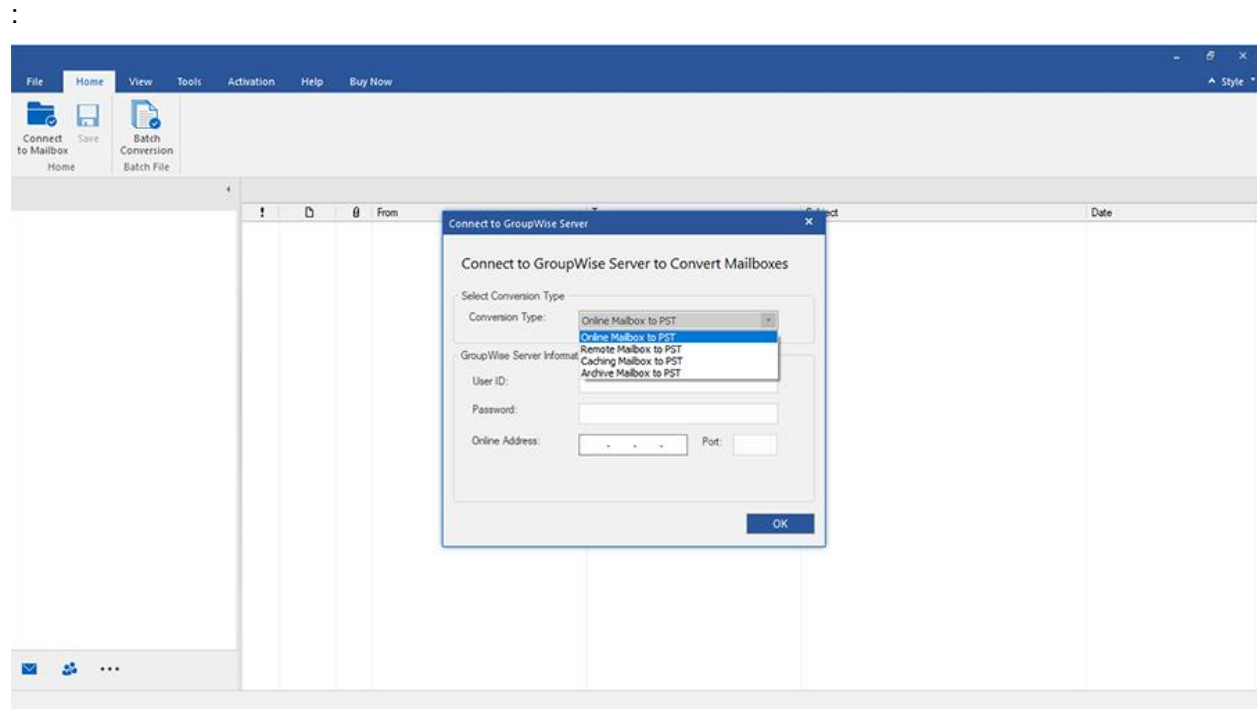 :
File Home View Tools Activation Help Buy Now
Style
Connect to Mailbox
Save
Batch Conversion
Home
Batch File
! From Date
Connect to GroupWise Server
Connect to GroupWise Server to Convert Mailboxes
Select Conversion Type
Conversion Type: Online Mailbox to PST
Online Mailbox to PST
Remote Mailbox to PST
Caching Mailbox to PST
Archive Mailbox to PST
GroupWise Server
User ID:
Password:
Online Address: . . . Port:
OK